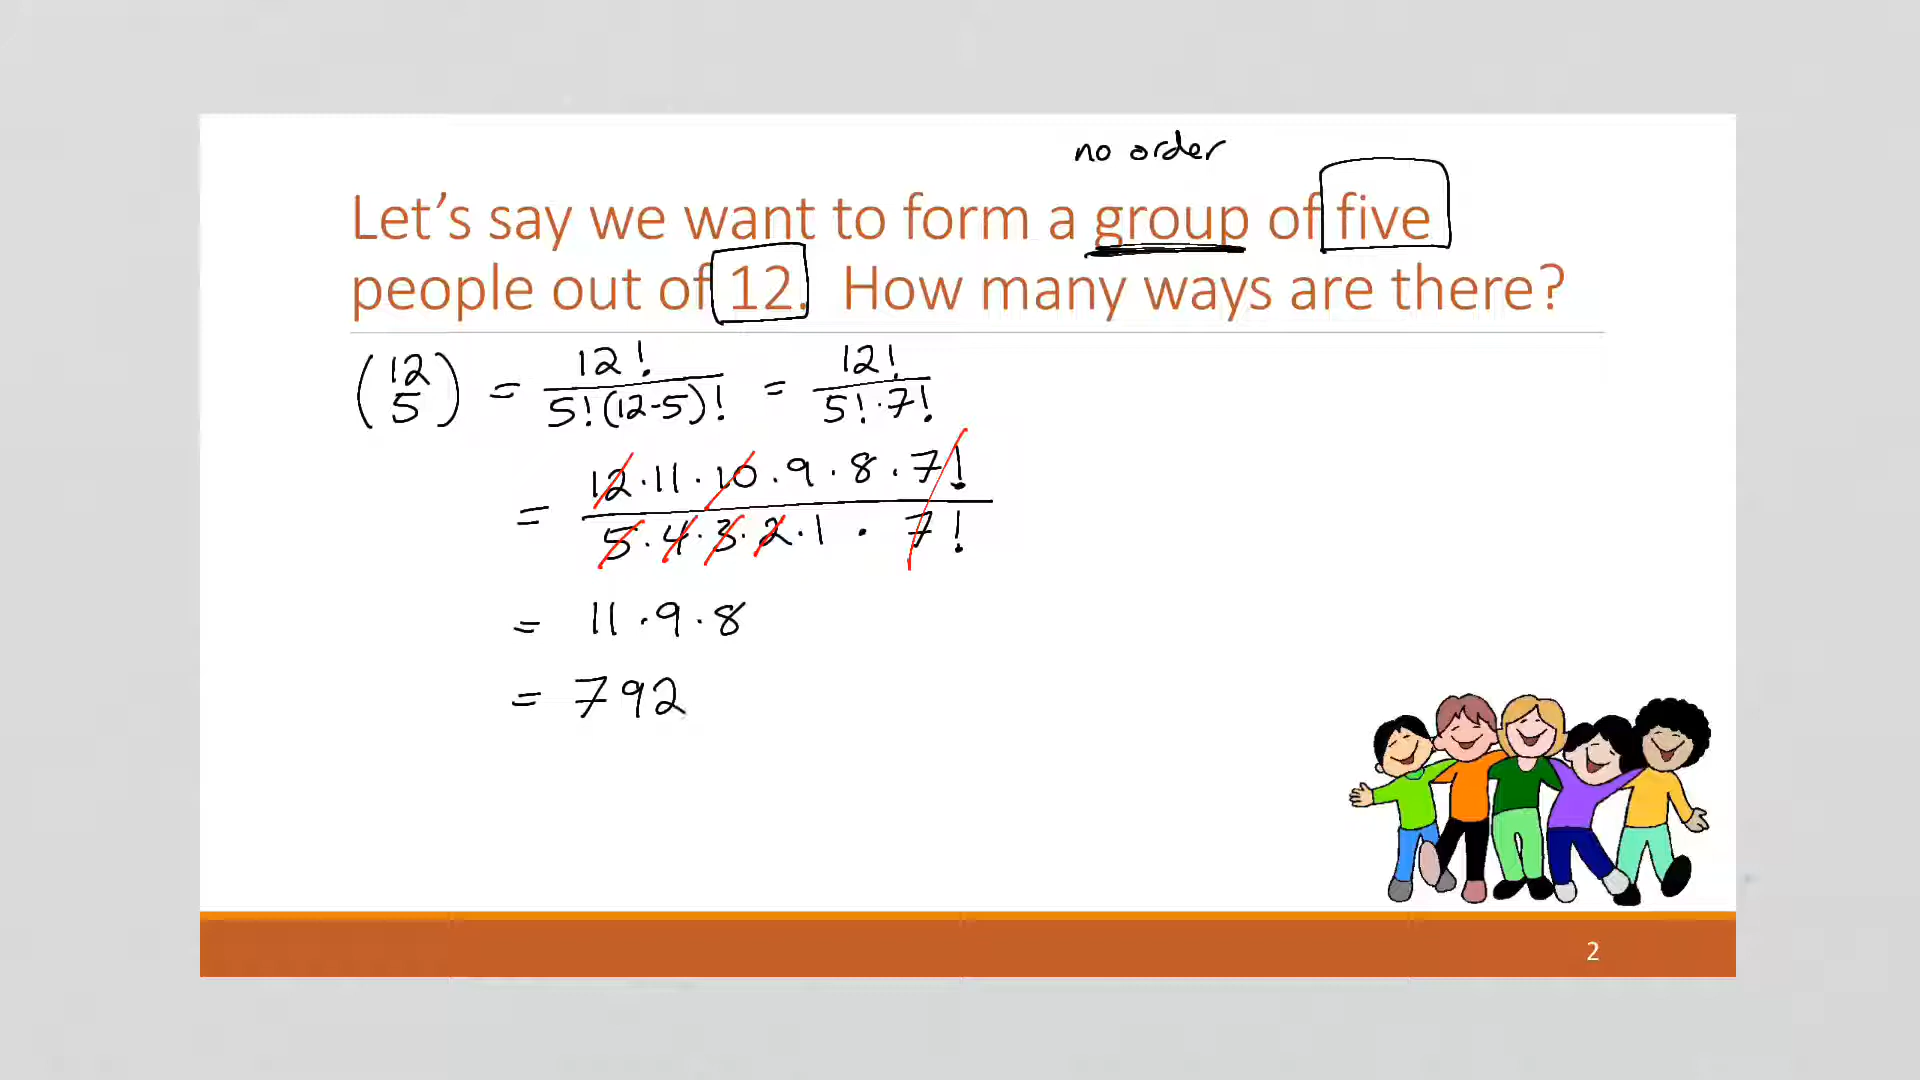 no order
Let's say we want to form a group of five
people out of 12. How many ways are there?
(12 5) = 12! / 5!(12-5)! = 12! / 5!·7!
= 12·11·10·9·8·7! / 5·4·3·2·1·7!
= 11·9·8
= 792
2